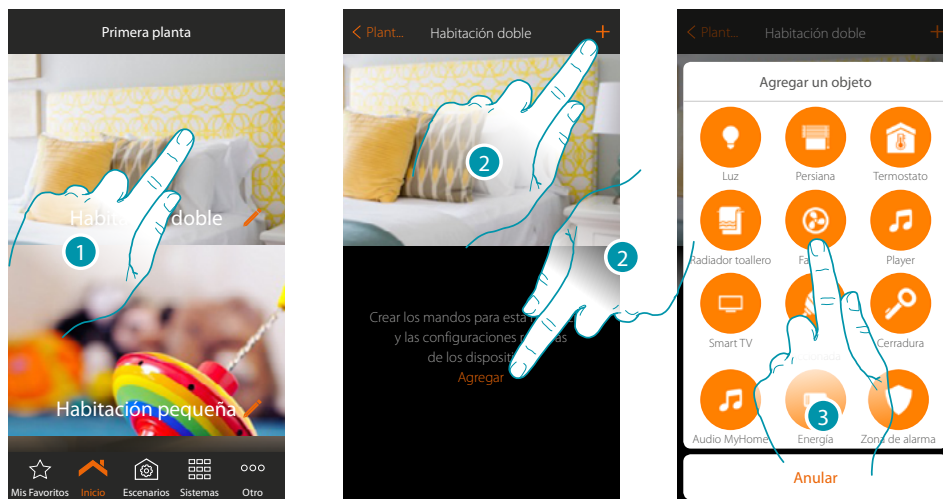 Primera planta
doble
1
Habitación pequeña
Mis Favoritos
Inicio
Escenarios
Sistemas
Otro
Plant...
Habitación doble
+
2
2
Crear los mandos para esta
y las configuraciones
de los
Agregar
Plant...
Habitación doble
+
Agregar un objeto
Luz
Persiana
Termostato
Radiador toallero
Player
Smart TV
Cerradura
Audio MyHome
Energía
Zona de alarma
3
Anular